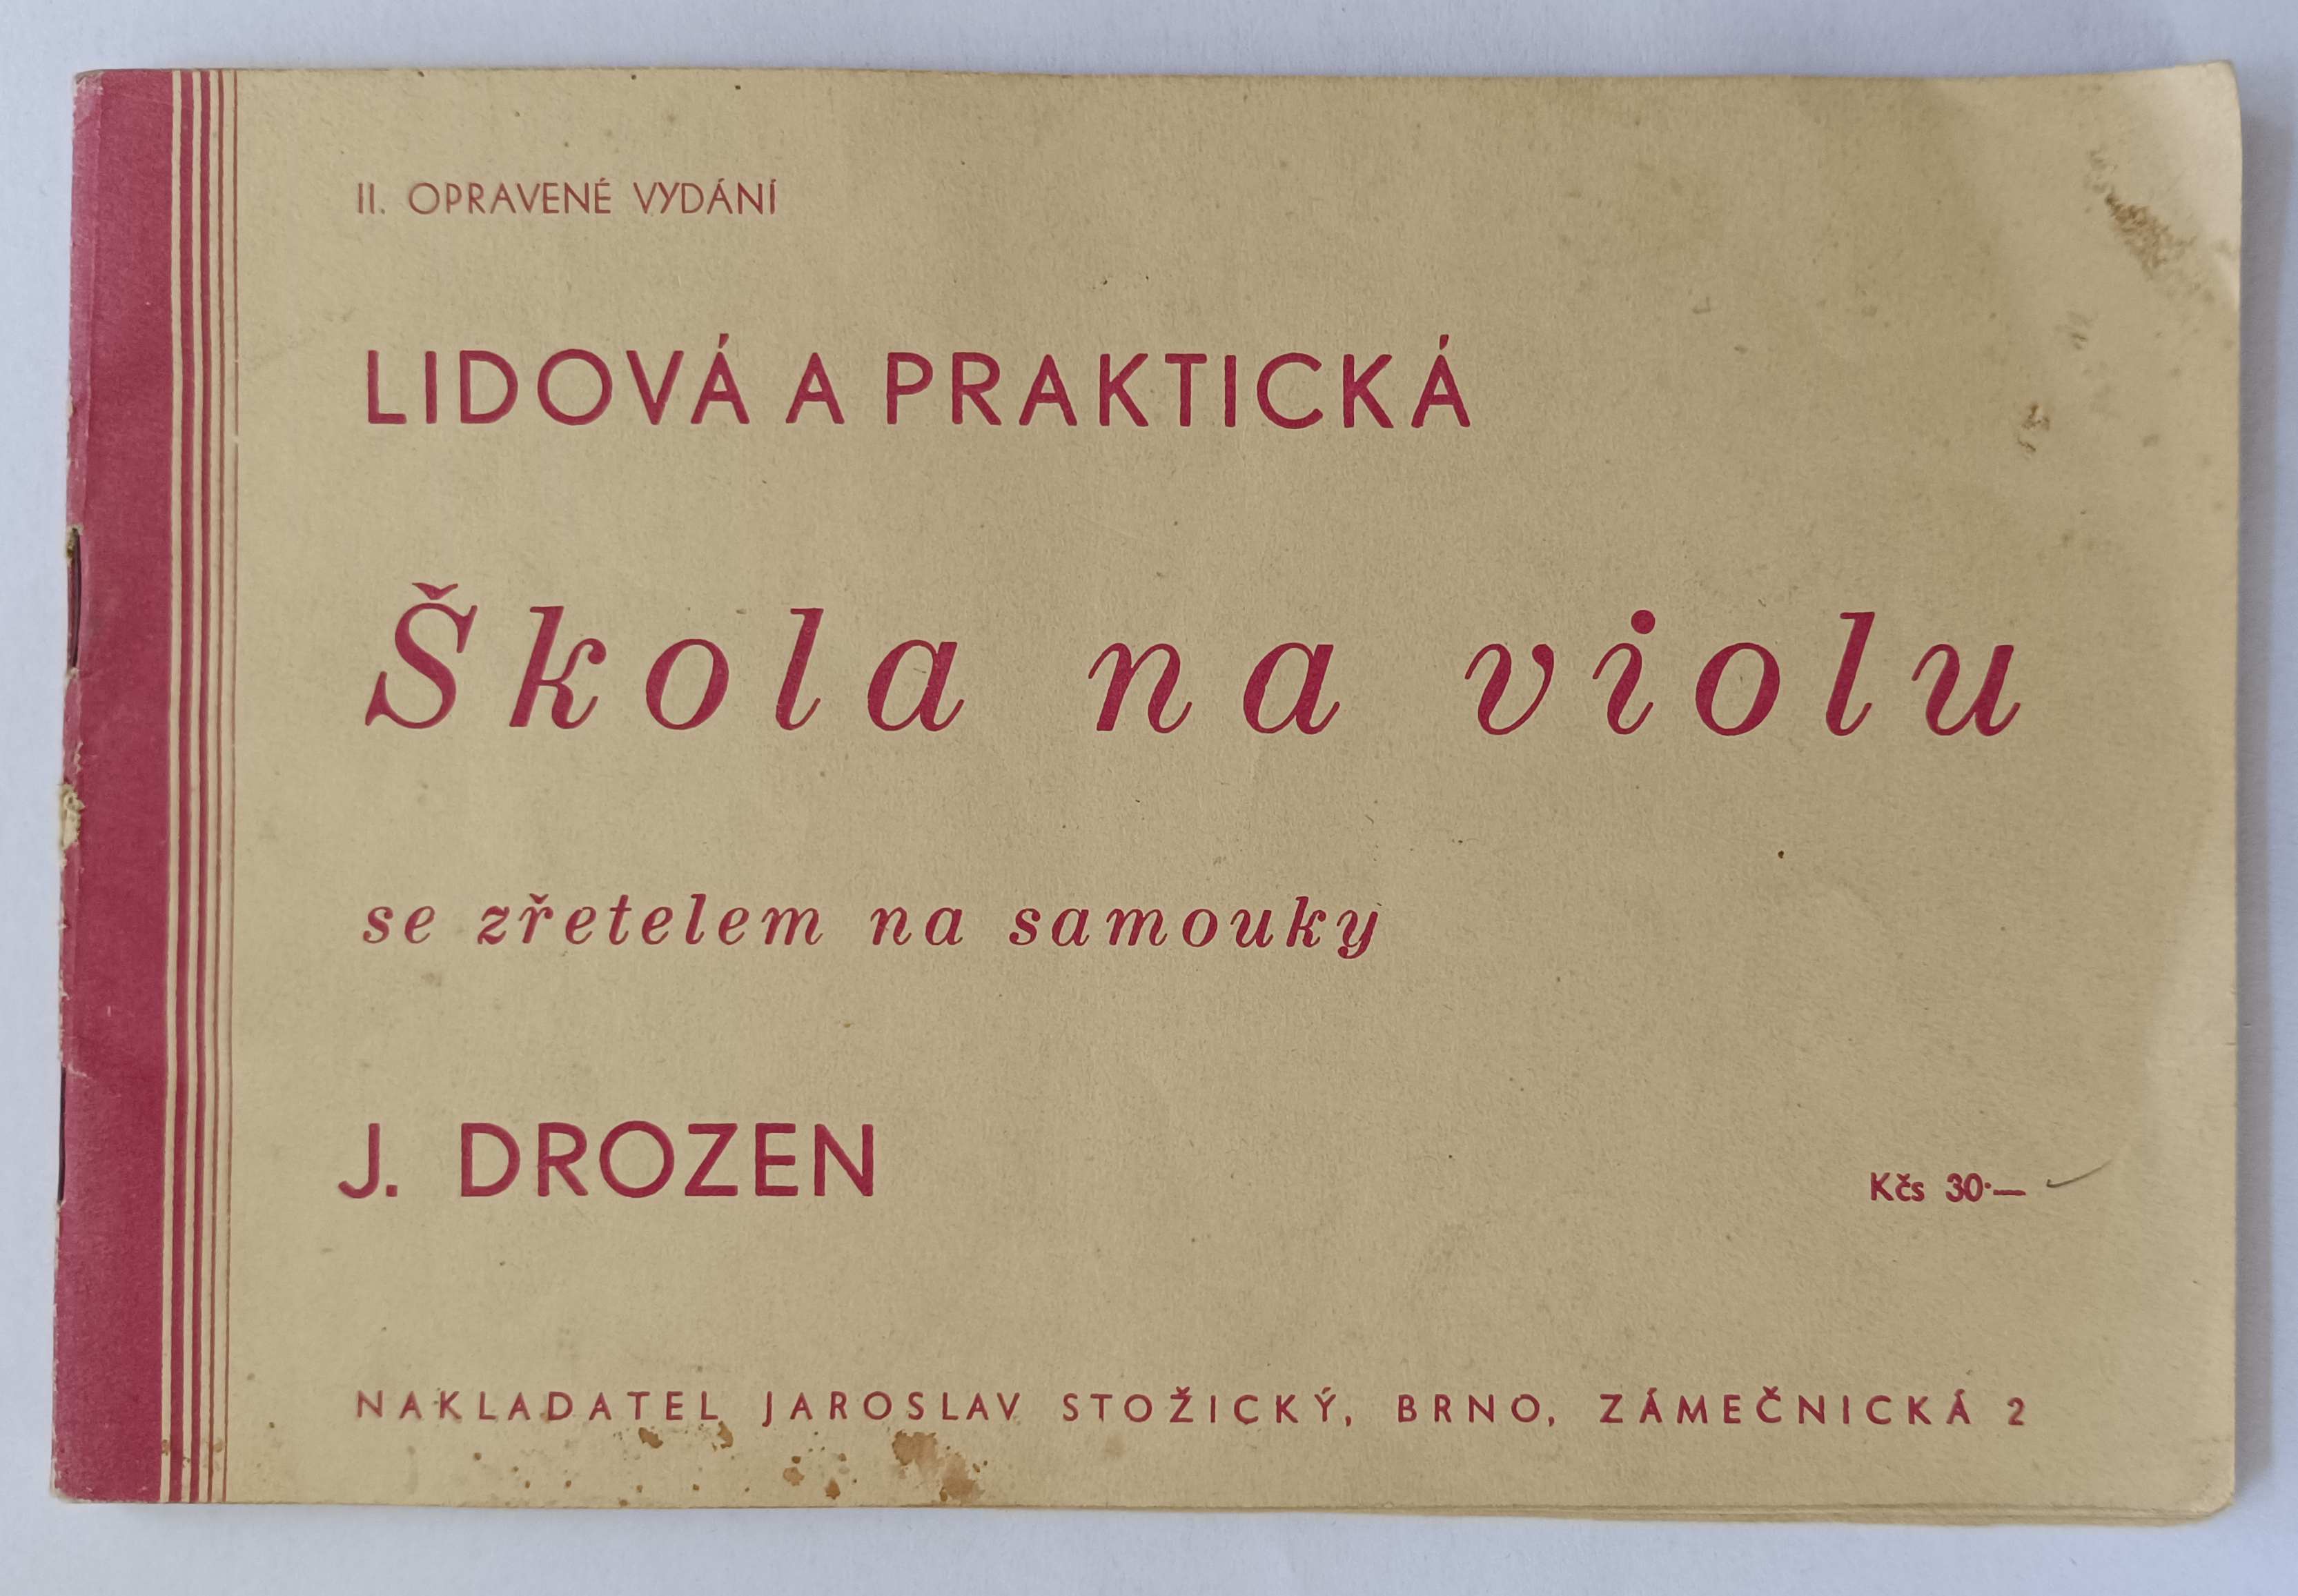 II. OPRAVENÉ VYDÁNÍ
LIDOVÁ A PRAKTICKÁ
Škola na violu
se zřetelem na samouky
J. DROZEN
Kčs 30·—
NAKLADATEL JAROSLAV STOŽICKÝ, BRNO, ZÁMEČNICKÁ 2